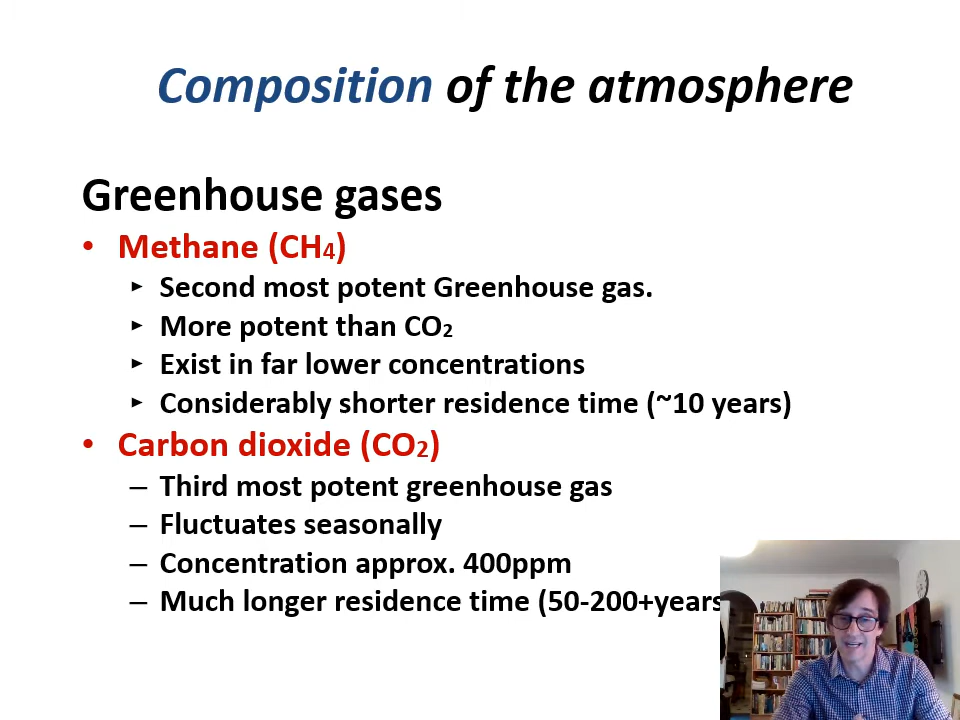 Composition of the atmosphere
Greenhouse gases
• Methane (CH₄)
▸ Second most potent Greenhouse gas.
▸ More potent than CO₂
▸ Exist in far lower concentrations
▸ Considerably shorter residence time (~10 years)
• Carbon dioxide (CO₂)
– Third most potent greenhouse gas
– Fluctuates seasonally
– Concentration approx. 400ppm
– Much longer residence time (50-200+years